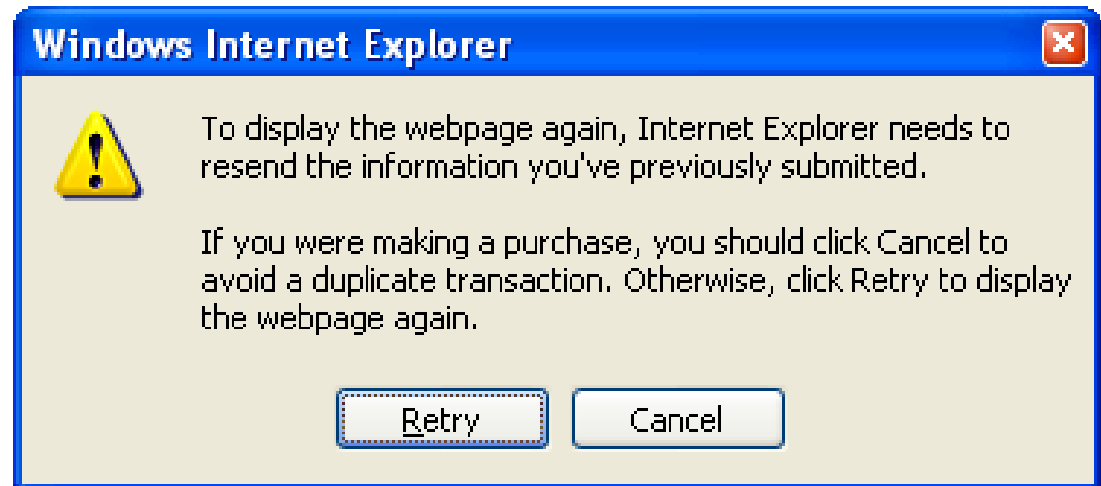 Windows Internet Explorer
To display the webpage again, Internet Explorer needs to
resend the information you've previously submitted.
If you were making a purchase, you should click Cancel to
avoid a duplicate transaction. Otherwise, click Retry to display
the webpage again.
Retry Cancel